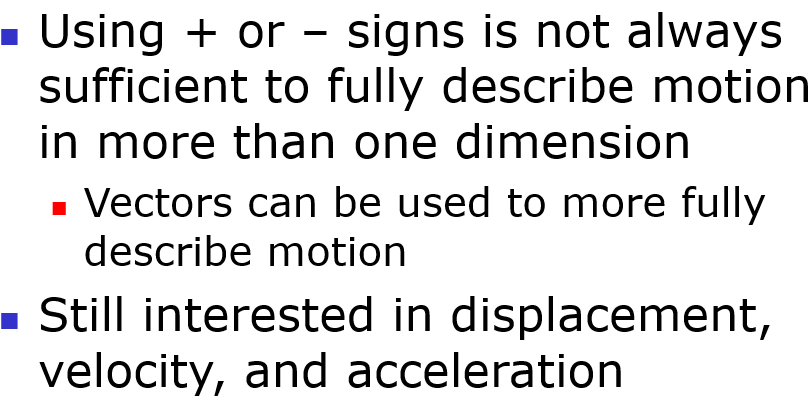 Using + or – signs is not always
sufficient to fully describe motion
in more than one dimension
Vectors can be used to more fully
describe motion
Still interested in displacement,
velocity, and acceleration